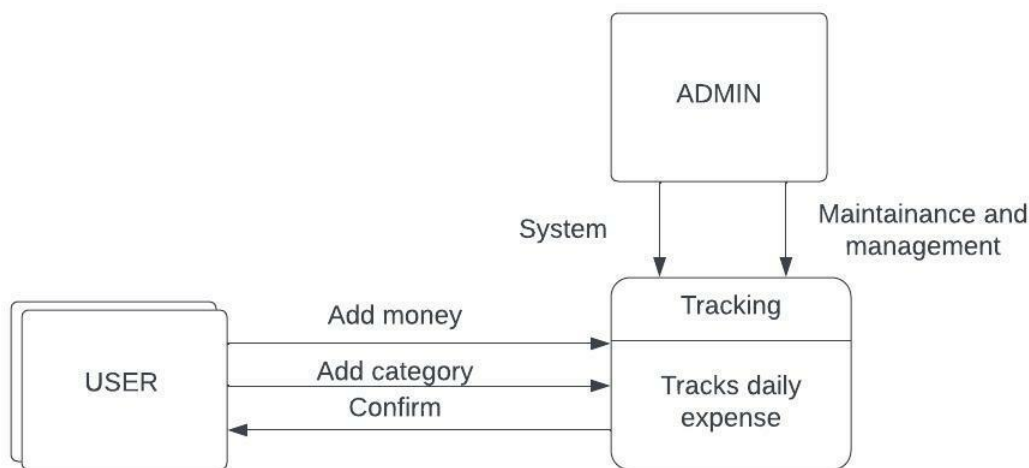 ADMIN
System
Maintainance and
management
Tracking
Add money
USER
Add category
Tracks daily
expense
Confirm